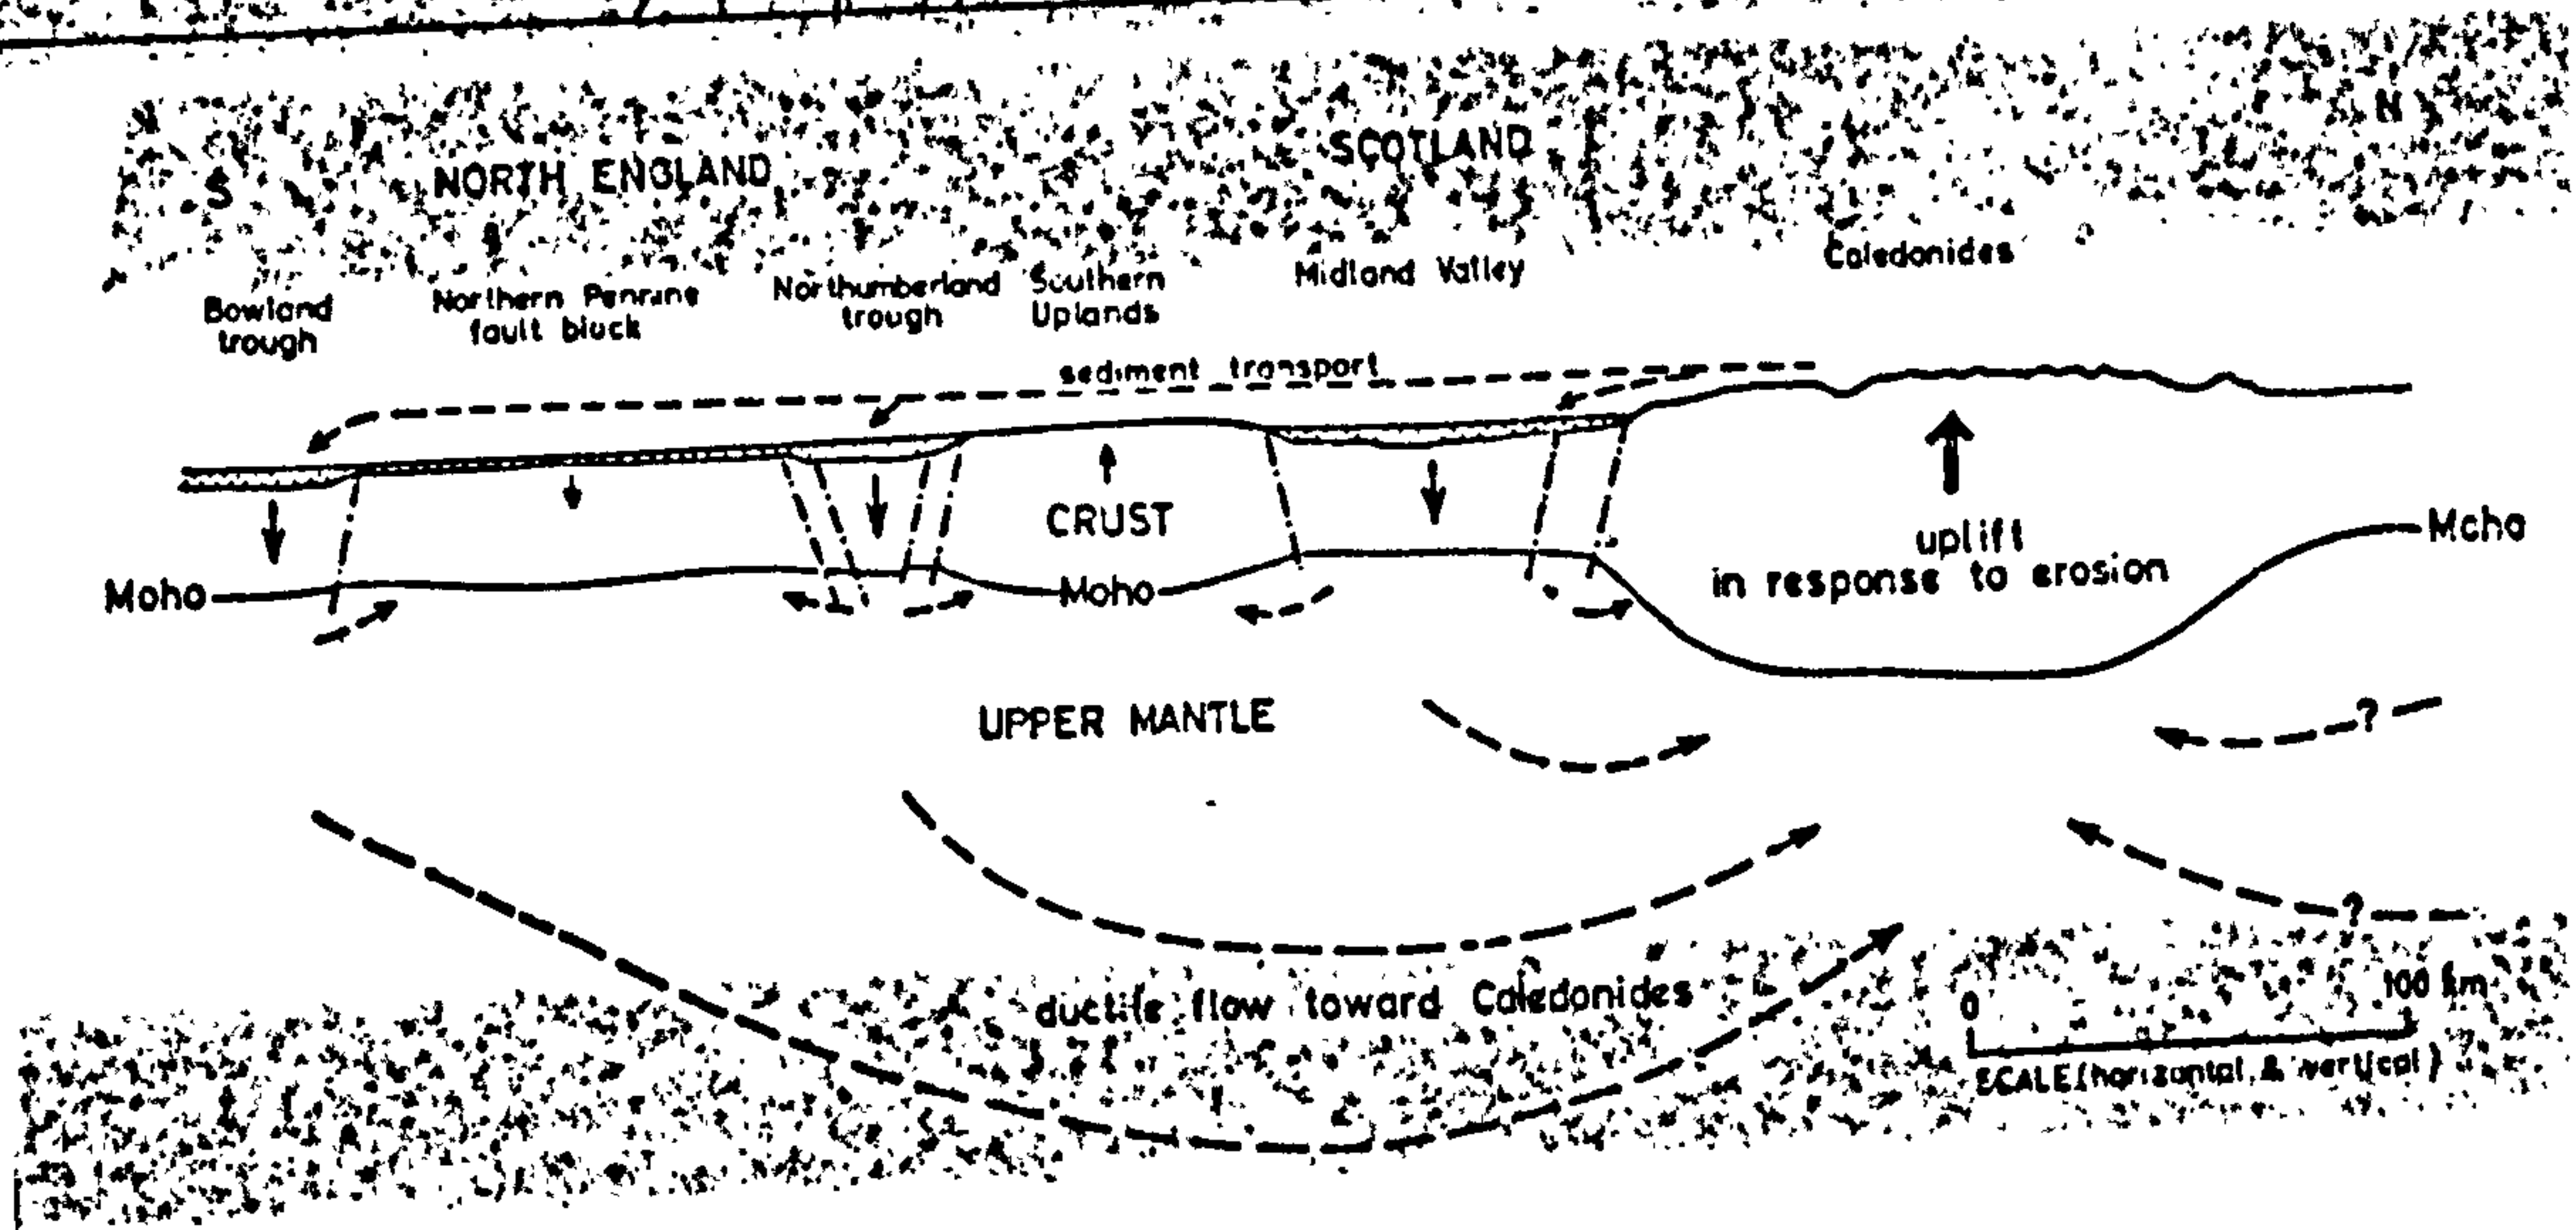 S
N
NORTH ENGLAND
SCOTLAND
Bowland
trough
Northern Pennine
fault block
Northumberland
trough
Southern
Uplands
Midland Valley
Caledonides
sediment transport
CRUST
uplift
in response to erosion
Moho
Moho
Moho
UPPER MANTLE
?
?
ductile flow toward Caledonides
0
100 km
SCALE (horizontal & vertical)